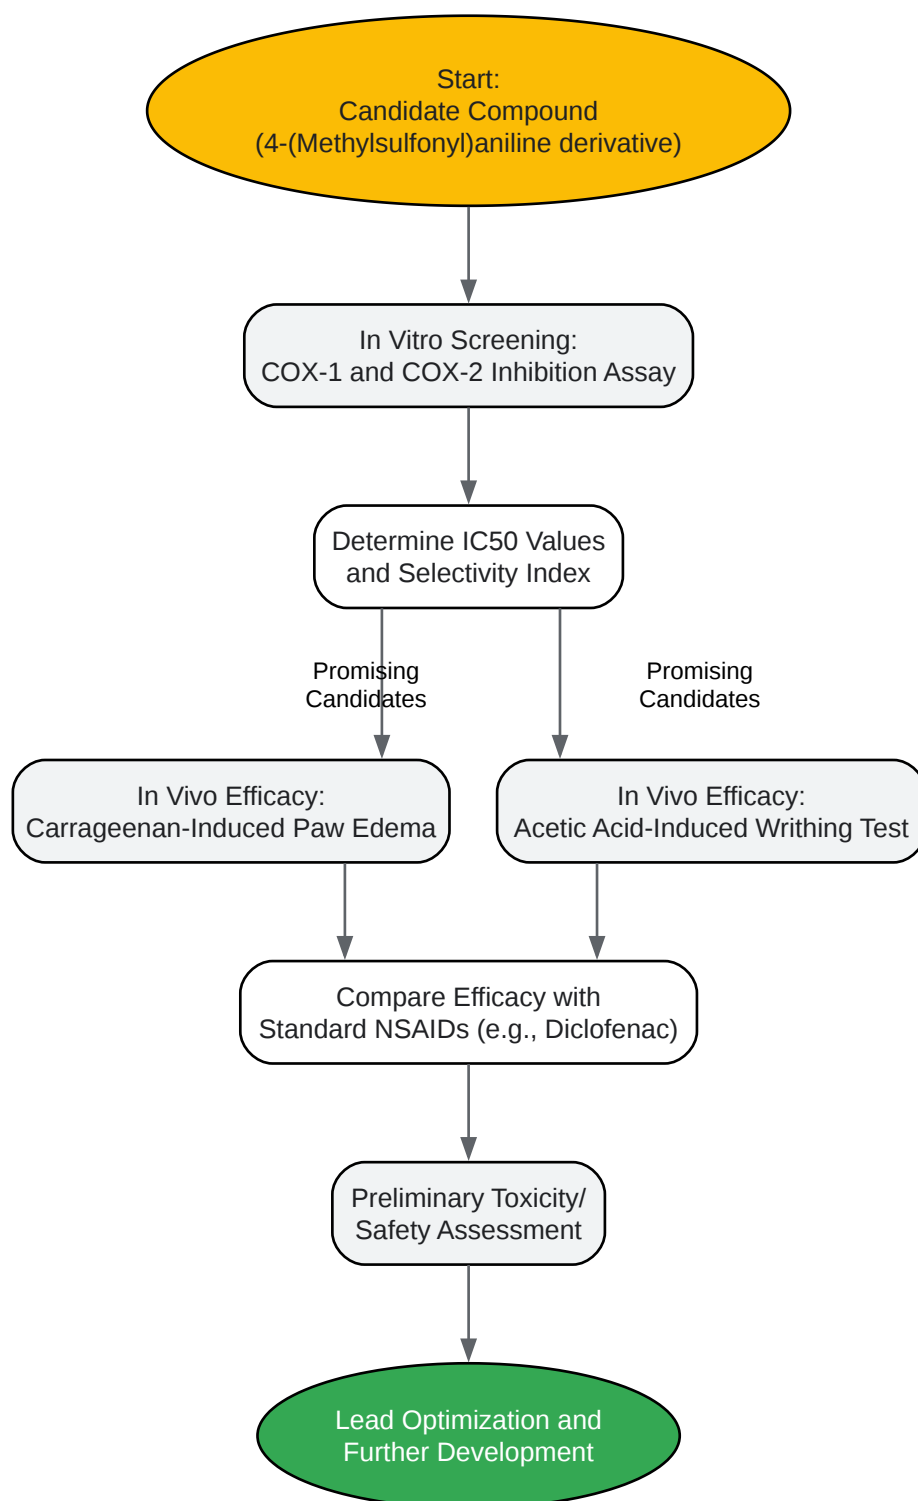 Start:
Candidate Compound
(4-(Methylsulfonyl)aniline derivative)
In Vitro Screening:
COX-1 and COX-2 Inhibition Assay
Determine IC50 Values
and Selectivity Index
Promising
Candidates
Promising
Candidates
In Vivo Efficacy:
Carrageenan-Induced Paw Edema
In Vivo Efficacy:
Acetic Acid-Induced Writhing Test
Compare Efficacy with
Standard NSAIDs (e.g., Diclofenac)
Preliminary Toxicity/
Safety Assessment
Lead Optimization and
Further Development